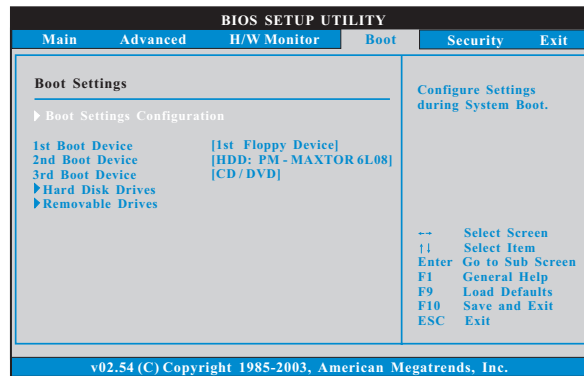 BIOS SETUP UTILITY
Main Advanced H/W Monitor Boot Security Exit
Boot Settings
Boot Settings Configuration
1st Boot Device [1st Floppy Device]
2nd Boot Device [HDD: PM - MAXTOR 6L08]
3rd Boot Device [CD / DVD]
Hard Disk Drives
Removable Drives
Configure Settings
during System Boot.
←→ Select Screen
↑↓ Select Item
Enter Go to Sub Screen
F1 General Help
F9 Load Defaults
F10 Save and Exit
ESC Exit
v02.54 (C) Copyright 1985-2003, American Megatrends, Inc.